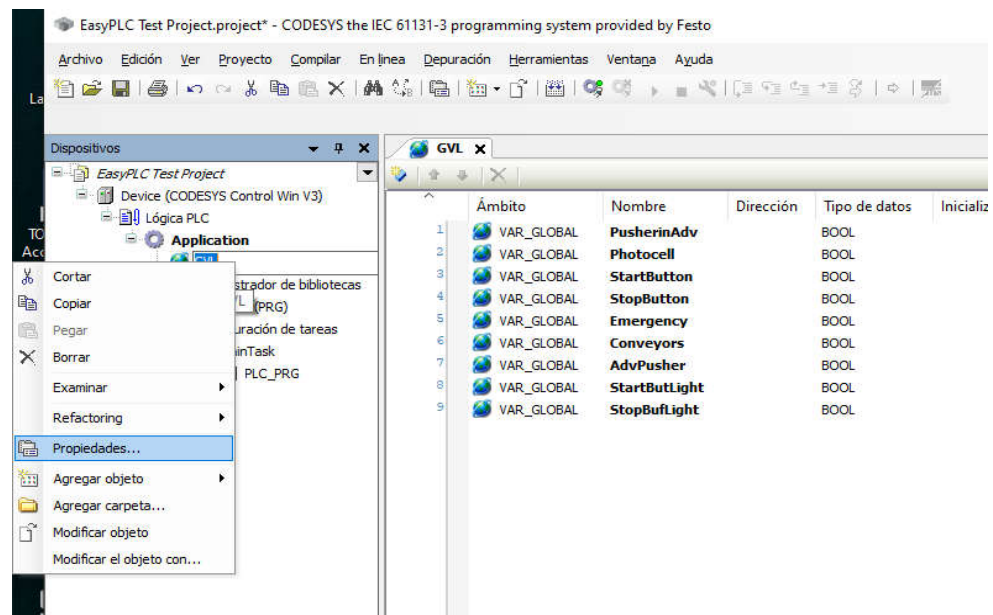 EasyPLC Test Project.project* - CODESYS the IEC 61131-3 programming system provided by Festo
Archivo Edición Ver Proyecto Compilar En línea Depuración Herramientas Ventana Ayuda
Dispositivos
EasyPLC Test Project
Device (CODESYS Control Win V3)
Lógica PLC
Application
GVL
strador de bibliotecas
(PRG)
uración de tareas
inTask
PLC_PRG
Cortar
Copiar
Pegar
Borrar
Examinar
Refactoring
Propiedades...
Agregar objeto
Agregar carpeta...
Modificar objeto
Modificar el objeto con...
GVL
Ámbito Nombre Dirección Tipo de datos Inicializ
1 VAR_GLOBAL PusherinAdv BOOL
2 VAR_GLOBAL Photocell BOOL
3 VAR_GLOBAL StartButton BOOL
4 VAR_GLOBAL StopButton BOOL
5 VAR_GLOBAL Emergency BOOL
6 VAR_GLOBAL Conveyors BOOL
7 VAR_GLOBAL AdvPusher BOOL
8 VAR_GLOBAL StartButLight BOOL
9 VAR_GLOBAL StopBufLight BOOL